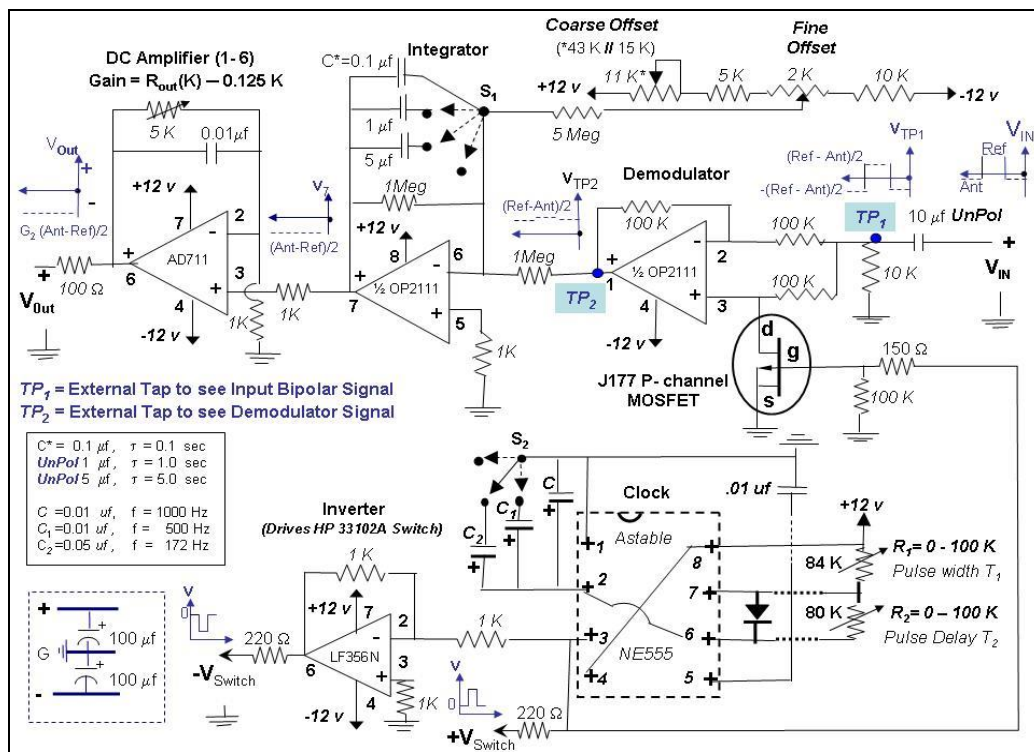 DC Amplifier (1- 6)
Gain = Rout(K) – 0.125 K
Integrator
C*=0.1 µf
1 µf
5 µf
S1
Coarse Offset
(*43 K // 15 K)
Fine
Offset
+12 v
11 K*
5 K
2 K
10 K
-12 v
5 Meg
5 K
0.01µf
VOut
+
-
G2 (Ant-Ref)/2
+12 v
7
2
-
AD711
+
6
3
+
4
-12 v
100 Ω
+
VOut
1K
1K
v7
(Ant-Ref)/2
1Meg
+12 v
8
6
-
½ OP2111
7
+
5
1K
1Meg
vTP2
(Ref-Ant)/2
TP2
Demodulator
100 K
+
1
-
2
½ OP2111
+
3
4
-12 v
100 K
100 K
vTP1
(Ref - Ant)/2
-(Ref - Ant)/2
TP1
10 K
VIN
Ref
Ant
10 µf UnPol
+
VIN
d
g
s
J177 P- channel
MOSFET
150 Ω
100 K
TP1 = External Tap to see Input Bipolar Signal
TP2 = External Tap to see Demodulator Signal
C* = 0.1 µf, τ = 0.1 sec
UnPol 1 µf, τ = 1.0 sec
UnPol 5 µf, τ = 5.0 sec
C =0.01 uf, f = 1000 Hz
C1=0.01 uf, f = 500 Hz
C2=0.05 uf, f = 172 Hz
+
+
100 µf
G
+
100 µf
-
Inverter
(Drives HP 33102A Switch)
1 K
+12 v
7
2
-
LF356N
6
3
+
4
-12 v
1K
1 K
V
0
220 Ω
-VSwitch
V
0
220 Ω
+VSwitch
S2
C
+
C1
+
C2
+
Clock
Astable
NE555
+
1
+
2
+
3
+
4
8
+
7
+
6
+
5
+
.01 uf
+12 v
84 K
R1= 0 - 100 K
Pulse width T1
80 K
R2= 0 – 100 K
Pulse Delay T2